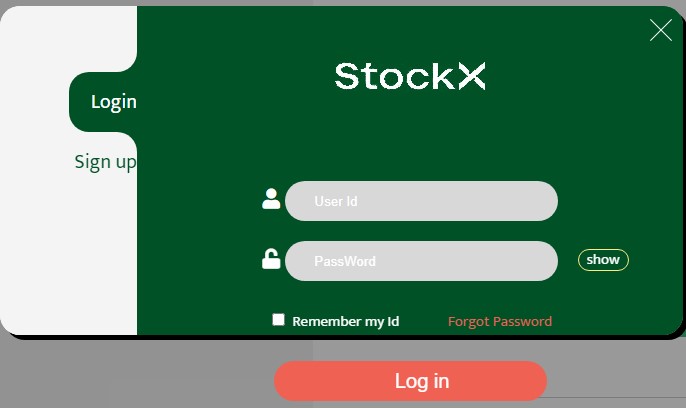 StockX
Login
Sign up
User Id
PassWord
show
Remember my Id
Forgot Password
Log in